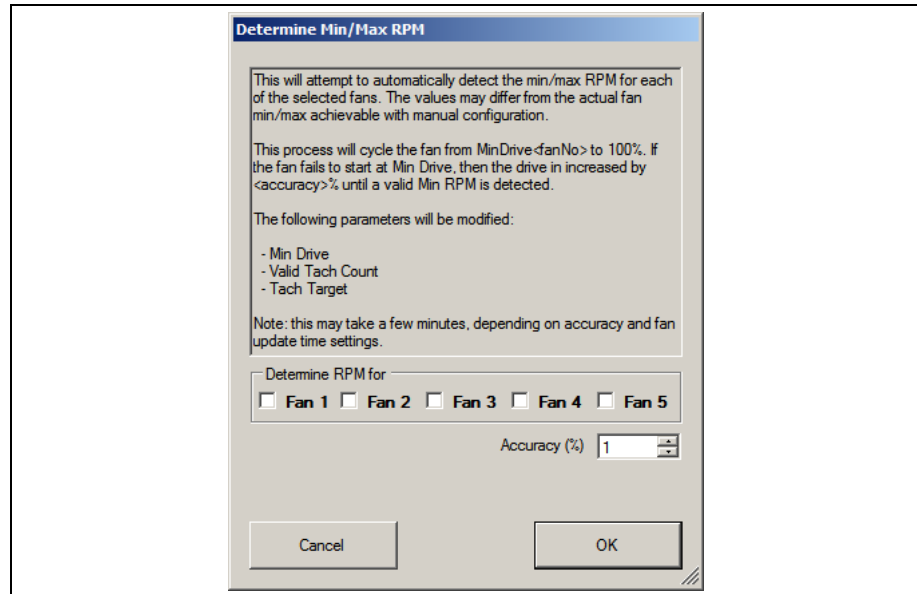 Determine Min/Max RPM
This will attempt to automatically detect the min/max RPM for each
of the selected fans. The values may differ from the actual fan
min/max achievable with manual configuration.
This process will cycle the fan from MinDrive<fanNo> to 100%. If
the fan fails to start at Min Drive, then the drive in increased by
<accuracy>% until a valid Min RPM is detected.
The following parameters will be modified:
- Min Drive
- Valid Tach Count
- Tach Target
Note: this may take a few minutes, depending on accuracy and fan
update time settings.
Determine RPM for
Fan 1 Fan 2 Fan 3 Fan 4 Fan 5
Accuracy (%) 1
Cancel OK